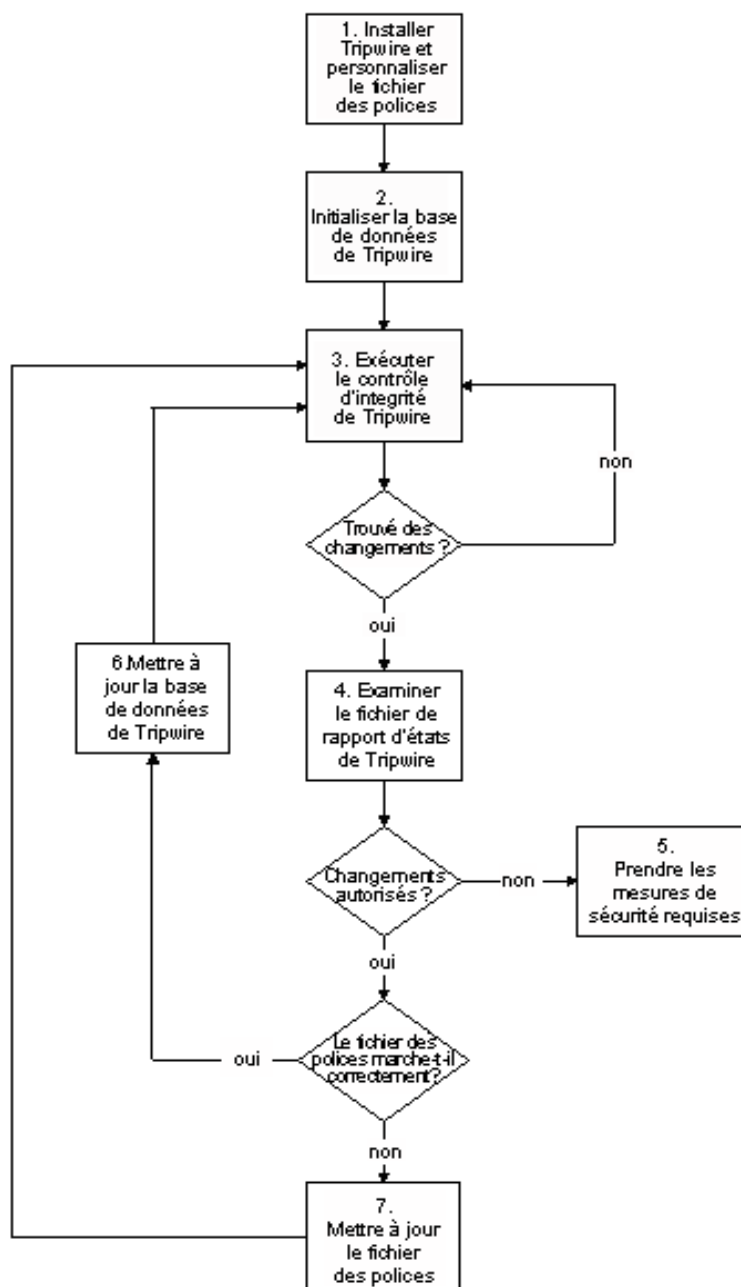 1. Installer
Tripwire et
personnaliser
le fichier
des polices
2.
Initialiser la base
de données
de Tripwire
3. Exécuter
le contrôle
d'integrité
de Tripwire
non
Trouvé des
changements ?
oui
6.Mettre à
jour la base
de données
de Tripwire
4. Examiner
le fichier de
rapport d'états
de Tripwire
Changements
autorisés ?
non
5.
Prendre les
mesures de
sécurité requises
oui
Le fichier des
polices marche-t-il
correctement?
oui
non
7.
Mettre à jour
le fichier
des polices